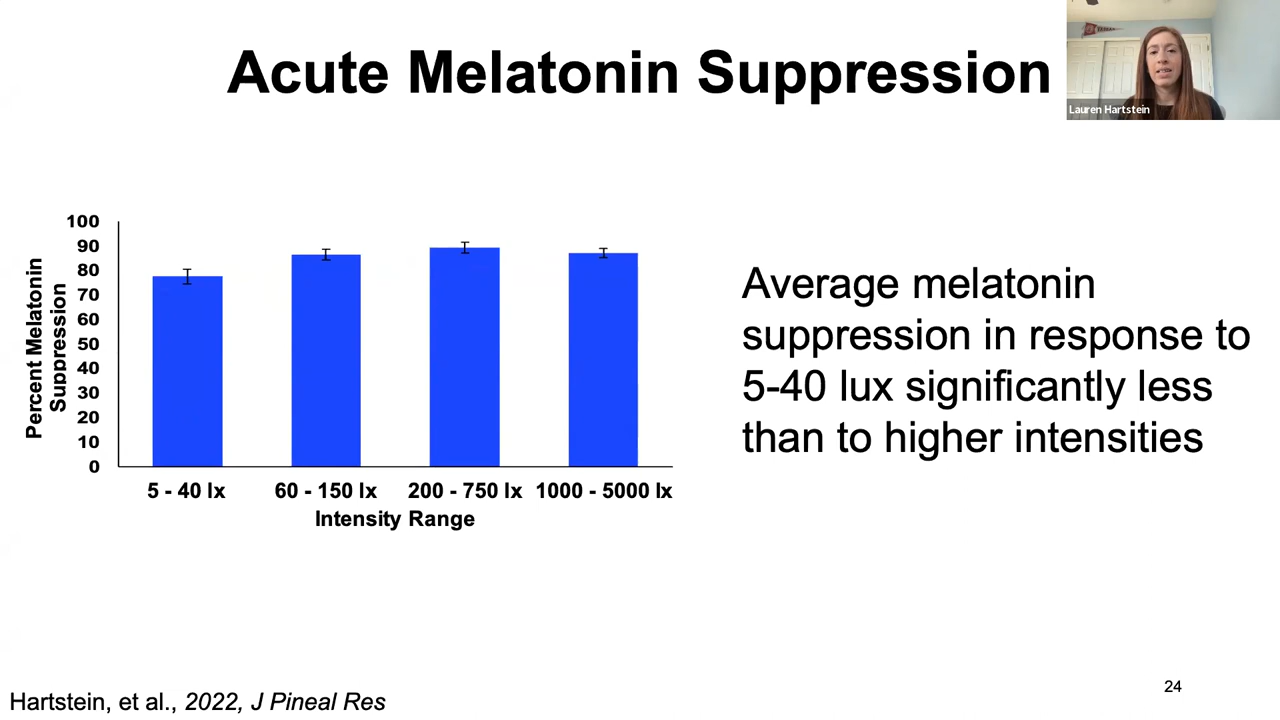 Acute Melatonin Suppression
Lauren Hartstein
Percent Melatonin
Suppression
100
90
80
70
60
50
40
30
20
10
0
5 - 40 lx
60 - 150 lx
200 - 750 lx
1000 - 5000 lx
Intensity Range
Average melatonin
suppression in response to
5-40 lux significantly less
than to higher intensities
Hartstein, et al., 2022, J Pineal Res
24